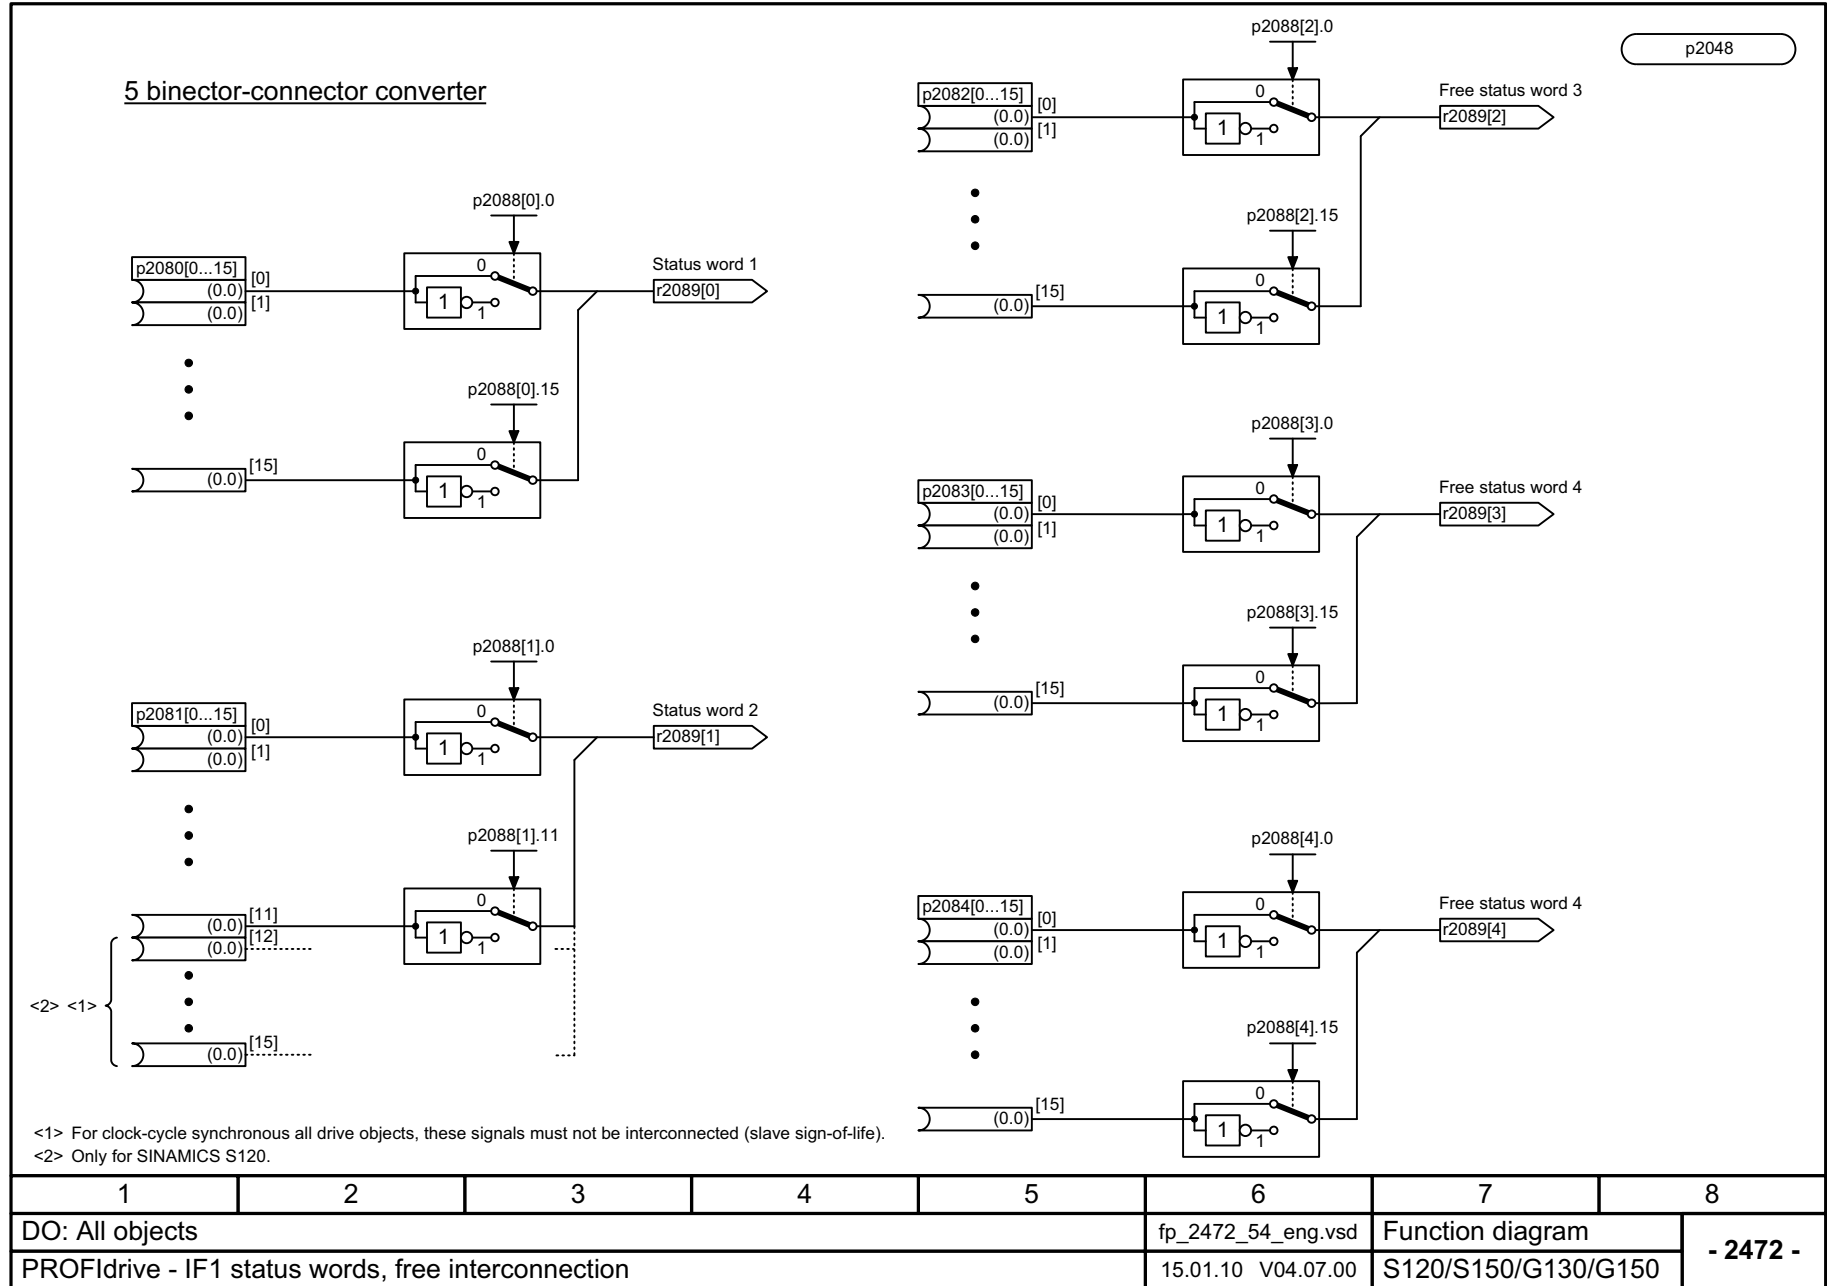 5 binector-connector converter
p2048
p2088[0].0
p2080[0...15]
(0.0)
[0]
(0.0)
[1]
0
1
1
Status word 1
r2089[0]
p2088[0].15
(0.0)
[15]
0
1
1
p2088[1].0
p2081[0...15]
(0.0)
[0]
(0.0)
[1]
0
1
1
Status word 2
r2089[1]
p2088[1].11
(0.0)
[11]
(0.0)
[12]
0
1
1
<2> <1>
(0.0)
[15]
<1> For clock-cycle synchronous all drive objects, these signals must not be interconnected (slave sign-of-life).
<2> Only for SINAMICS S120.
p2088[2].0
p2082[0...15]
(0.0)
[0]
(0.0)
[1]
0
1
1
Free status word 3
r2089[2]
p2088[2].15
(0.0)
[15]
0
1
1
p2088[3].0
p2083[0...15]
(0.0)
[0]
(0.0)
[1]
0
1
1
Free status word 4
r2089[3]
p2088[3].15
(0.0)
[15]
0
1
1
p2088[4].0
p2084[0...15]
(0.0)
[0]
(0.0)
[1]
0
1
1
Free status word 4
r2089[4]
p2088[4].15
(0.0)
[15]
0
1
1
1 2 3 4 5 6 7 8
DO: All objects
fp_2472_54_eng.vsd
Function diagram
- 2472 -
PROFIdrive - IF1 status words, free interconnection
15.01.10 V04.07.00
S120/S150/G130/G150